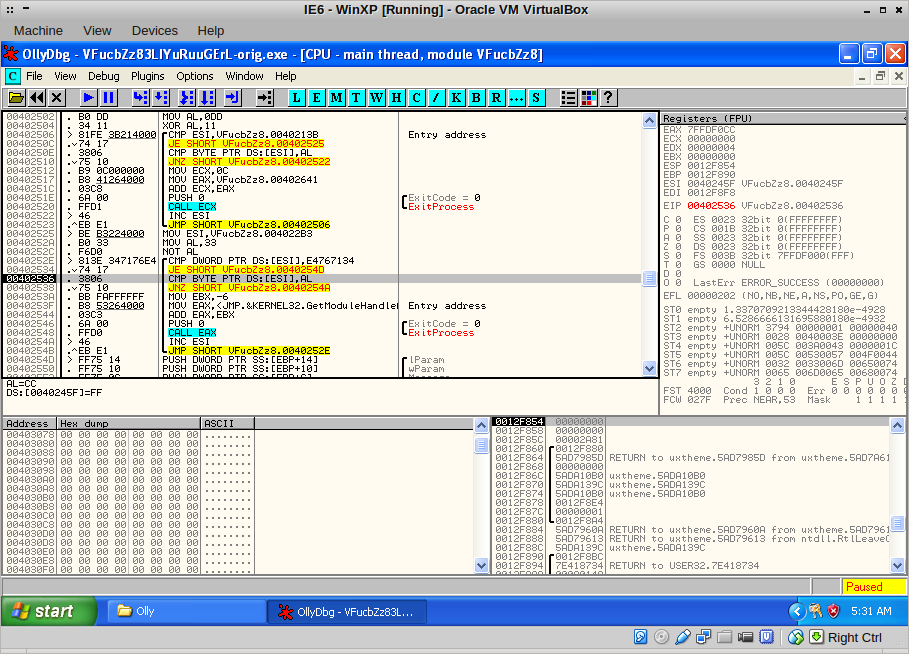 IE6 - WinXP [Running] - Oracle VM VirtualBox
Machine View Devices Help
OllyDbg - VFucbZz83LIYuRuuGErL-orig.exe - [CPU - main thread, module VFucbZz8]
C File View Debug Plugins Options Window Help
L E M T W H C / K B R ... S ?
00402502 . B0 DD MOV AL,0DD
00402504 . 34 11 XOR AL,11
00402506 > 81FE 3B214000 CMP ESI,VFucbZz8.0040213B Entry address
0040250C .v74 17 JE SHORT VFucbZz8.00402525
0040250E . 3806 CMP BYTE PTR DS:[ESI],AL
00402510 .v75 10 JNZ SHORT VFucbZz8.00402522
00402512 . B9 0C000000 MOV ECX,0C
00402517 . B8 41264000 MOV EAX,VFucbZz8.00402641
0040251C . 03C8 ADD ECX,EAX
0040251E . 6A 00 PUSH 0 ExitCode = 0
00402520 . FFD1 CALL ECX ExitProcess
00402522 > 46 INC ESI
00402523 .^EB E1 JMP SHORT VFucbZz8.00402506
00402525 > BE B3224000 MOV ESI,VFucbZz8.004022B3
0040252A . B0 33 MOV AL,33
0040252C . F6D0 NOT AL
0040252E > 813E 347176E4 CMP DWORD PTR DS:[ESI],E4767134
00402534 .v74 17 JE SHORT VFucbZz8.0040254D
00402536 . 3806 CMP BYTE PTR DS:[ESI],AL
00402538 .v75 10 JNZ SHORT VFucbZz8.0040254A
0040253A . BB FAFFFFFF MOV EBX,-6
0040253F . B8 53264000 MOV EAX,<JMP.&KERNEL32.GetModuleHandle Entry address
00402544 . 03C3 ADD EAX,EBX
00402546 . 6A 00 PUSH 0 ExitCode = 0
00402548 . FFD0 CALL EAX ExitProcess
0040254A > 46 INC ESI
0040254B .^EB E1 JMP SHORT VFucbZz8.0040252E
0040254D > FF75 14 PUSH DWORD PTR SS:[EBP+14] lParam
00402550 . FF75 10 PUSH DWORD PTR SS:[EBP+10] wParam
AL=CC
DS:[0040245F]=FF
Registers (FPU)
EAX 7FFDF0CC
ECX 00000000
EDX 00000004
EBX 00000000
ESP 0012F854
EBP 0012F890
ESI 0040245F VFucbZz8.0040245F
EDI 0012F8F8
EIP 00402536 VFucbZz8.00402536
C 0 ES 0023 32bit 0(FFFFFFFF)
P 0 CS 001B 32bit 0(FFFFFFFF)
A 0 SS 0023 32bit 0(FFFFFFFF)
Z 0 DS 0023 32bit 0(FFFFFFFF)
S 0 FS 003B 32bit 7FFDF000(FFF)
T 0 GS 0000 NULL
D 0
O 0 LastErr ERROR_SUCCESS (00000000)
EFL 00000202 (NO,NB,NE,A,NS,PO,GE,G)
ST0 empty 1.3370709213344428180e-4928
ST1 empty 6.5286666131695880180e-4932
ST2 empty +UNORM 3794 00000001 00000040
ST3 empty +UNORM 0028 0040003E 00000000
ST4 empty +UNORM 005C 003A0043 0000001C
ST5 empty +UNORM 005C 00530057 004F0044
ST6 empty +UNORM 0032 0033006D 00650074
ST7 empty +UNORM 0065 006D0065 00680074
3 2 1 0 E S P U O Z D
FST 4000 Cond 1 0 0 0 Err 0 0 0 0 0 0 0
FCW 027F Prec NEAR,53 Mask 1 1 1 1 1
Address Hex dump ASCII
00403078 00 00 00 00 00 00 00 00 ........
00403080 00 00 00 00 00 00 00 00 ........
00403088 00 00 00 00 00 00 00 00 ........
00403090 00 00 00 00 00 00 00 00 ........
00403098 00 00 00 00 00 00 00 00 ........
004030A0 00 00 00 00 00 00 00 00 ........
004030A8 00 00 00 00 00 00 00 00 ........
004030B0 00 00 00 00 00 00 00 00 ........
004030B8 00 00 00 00 00 00 00 00 ........
004030C0 00 00 00 00 00 00 00 00 ........
004030C8 00 00 00 00 00 00 00 00 ........
004030D0 00 00 00 00 00 00 00 00 ........
004030D8 00 00 00 00 00 00 00 00 ........
004030E0 00 00 00 00 00 00 00 00 ........
004030E8 00 00 00 00 00 00 00 00 ........
004030F0 00 00 00 00 00 00 00 00 ........
0012F854 00000000
0012F858 00000000
0012F85C 00002A81
0012F860 0012F880
0012F864 5AD7985D RETURN to uxtheme.5AD7985D from uxtheme.5AD7A61
0012F868 00000000
0012F86C 5ADA10B0 uxtheme.5ADA10B0
0012F870 5ADA139C uxtheme.5ADA139C
0012F874 5ADA10B0 uxtheme.5ADA10B0
0012F878 0012F8E4
0012F87C 00000001
0012F880 0012F8A4
0012F884 5AD7960A RETURN to uxtheme.5AD7960A from uxtheme.5AD7961
0012F888 5AD79613 RETURN to uxtheme.5AD79613 from ntdll.RtlLeaveC
0012F88C 5ADA139C uxtheme.5ADA139C
0012F890 0012F8BC
0012F894 7E418734 RETURN to USER32.7E418734
Paused
start Olly OllyDbg - VFucbZz83L... 5:31 AM
Right Ctrl